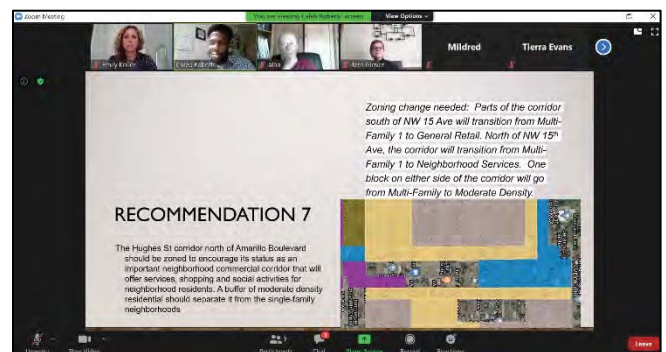 Zoom Meeting
You are viewing Caleb Roberts' screen View Options
Emily Koller
Caleb Roberts
alan
Mildred
Tierra Evans
Zoning change needed: Parts of the corridor
south of NW 15 Ave will transition from Multi-
Family 1 to General Retail. North of NW 15th
Ave, the corridor will transition from Multi-
Family 1 to Neighborhood Services. One
block on either side of the corridor will go
from Multi-Family to Moderate Density.
RECOMMENDATION 7
The Hughes St corridor north of Amarillo Boulevard
should be zoned to encourage its status as an
important neighborhood commercial corridor that will
offer services, shopping and social activities for
neighborhood residents. A buffer of moderate density
residential should separate it from the single-family
neighborhoods
Unmute Stop Video Participants Chat Share Screen Record Reactions Leave